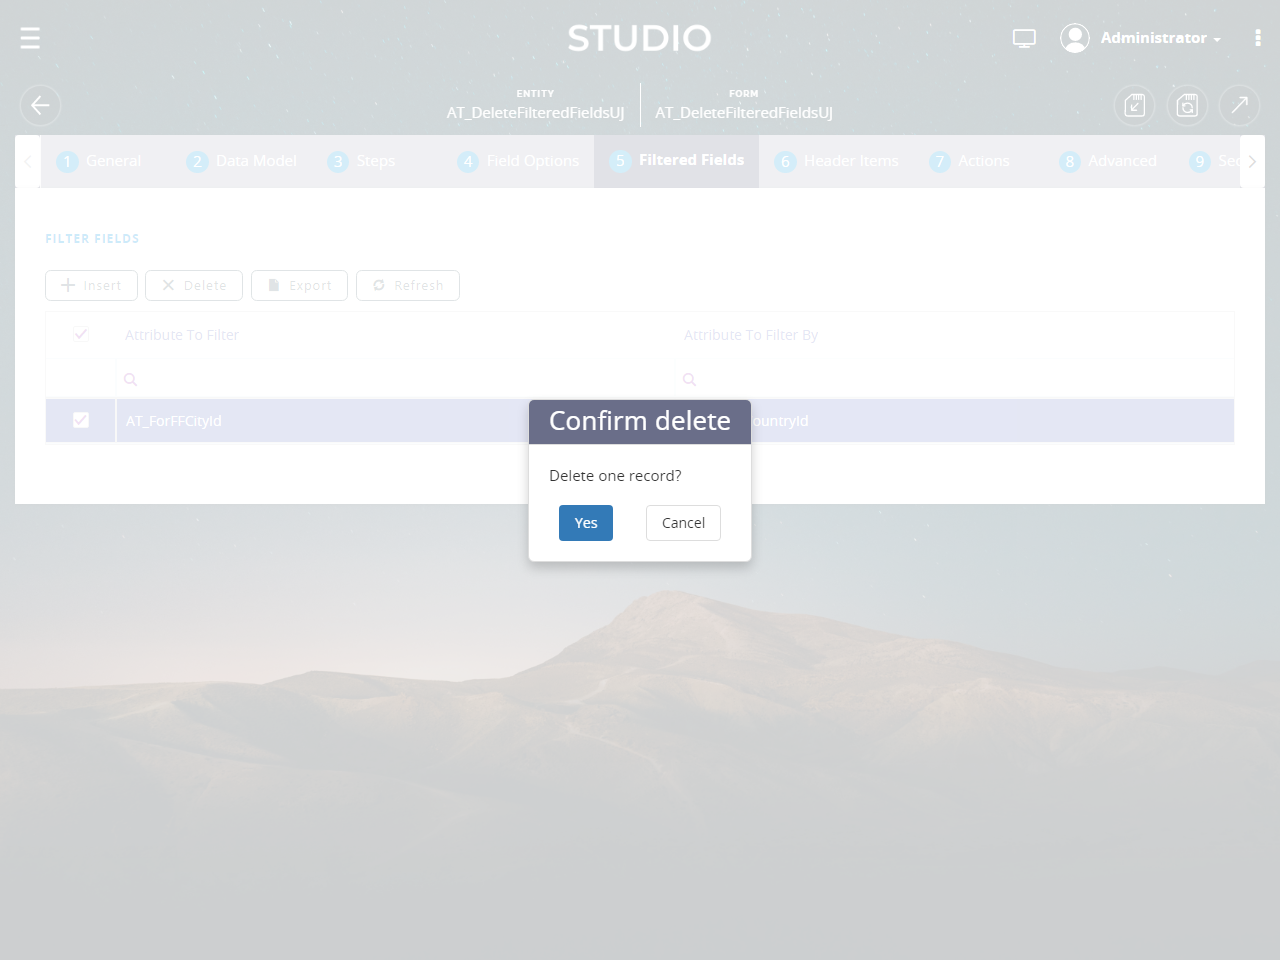 STUDIO
Administrator
ENTITY
AT_DeleteFilteredFieldsUJ
FORM
AT_DeleteFilteredFieldsUJ
1 General
2 Data Model
3 Steps
4 Field Options
5 Filtered Fields
6 Header Items
7 Actions
8 Advanced
9
FILTER FIELDS
Insert
Delete
Export
Refresh
Attribute To Filter
Attribute To Filter By
AT_ForFFCityId
Confirm delete
Delete one record?
Yes
Cancel